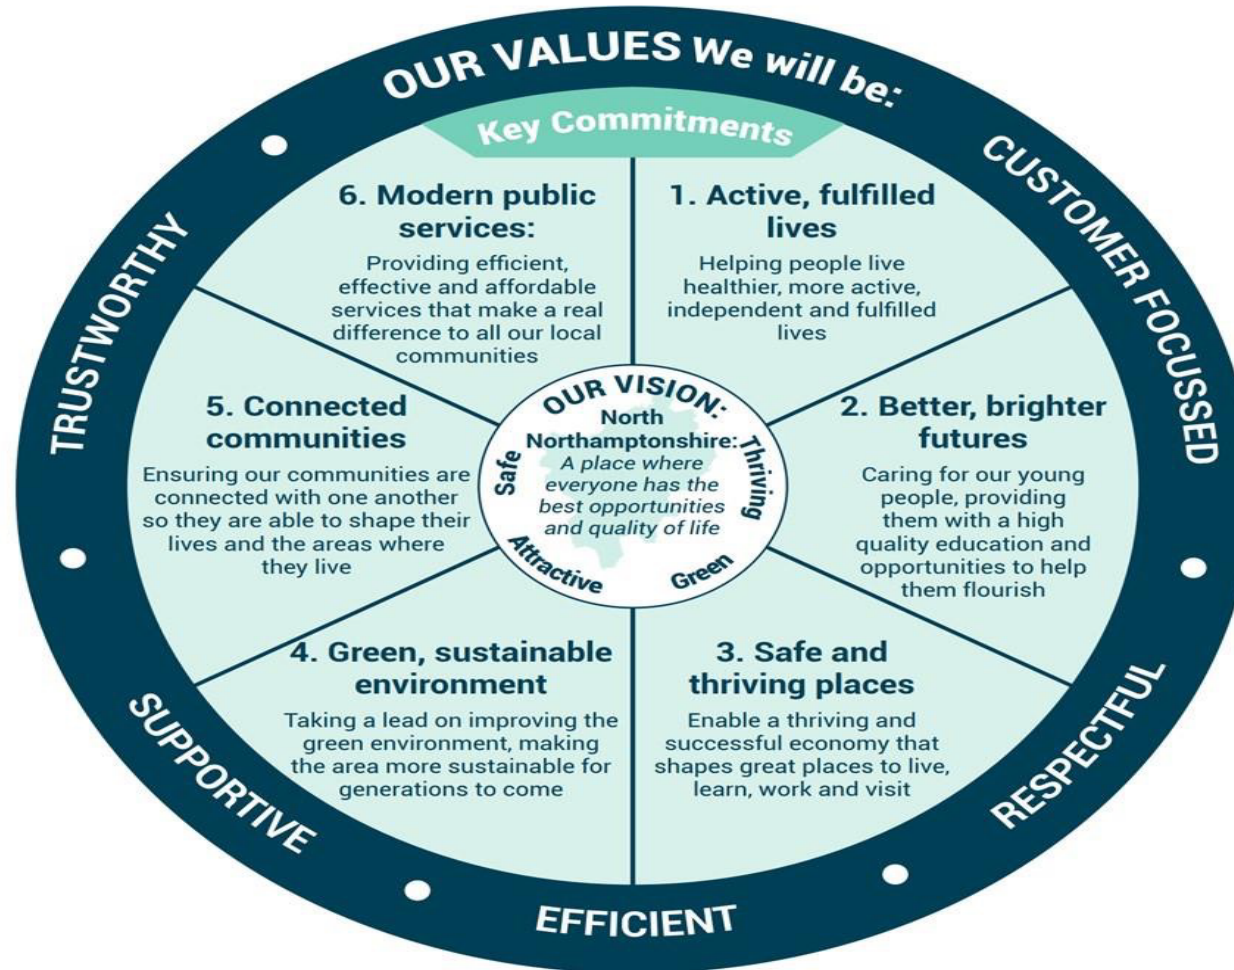 OUR VALUES We will be:
CUSTOMER FOCUSSED
RESPECTFUL
EFFICIENT
SUPPORTIVE
TRUSTWORTHY
Key Commitments
1. Active, fulfilled
lives
Helping people live
healthier, more active,
independent and fulfilled
lives
2. Better, brighter
futures
Caring for our young
people, providing
them with a high
quality education and
opportunities to help
them flourish
3. Safe and
thriving places
Enable a thriving and
successful economy that
shapes great places to live,
learn, work and visit
4. Green, sustainable
environment
Taking a lead on improving the
green environment, making
the area more sustainable for
generations to come
5. Connected
communities
Ensuring our communities are
connected with one another
so they are able to shape their
lives and the areas where
they live
6. Modern public
services:
Providing efficient,
effective and affordable
services that make a real
difference to all our local
communities
OUR VISION:
North
Northamptonshire:
A place where
everyone has the
best opportunities
and quality of life
Safe
Attractive
Green
Thriving